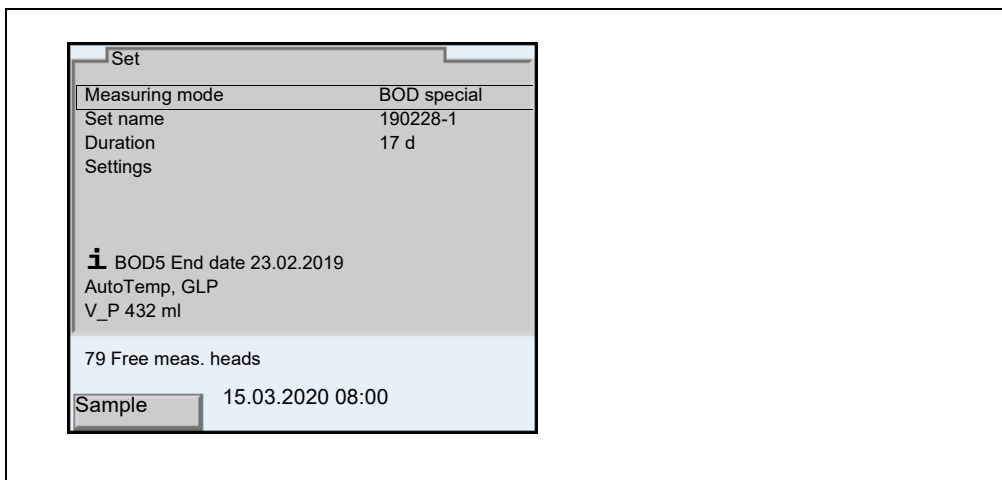 Set
Measuring mode BOD special
Set name 190228-1
Duration 17 d
Settings
i BOD5 End date 23.02.2019
AutoTemp, GLP
V_P 432 ml
79 Free meas. heads
Sample 15.03.2020 08:00